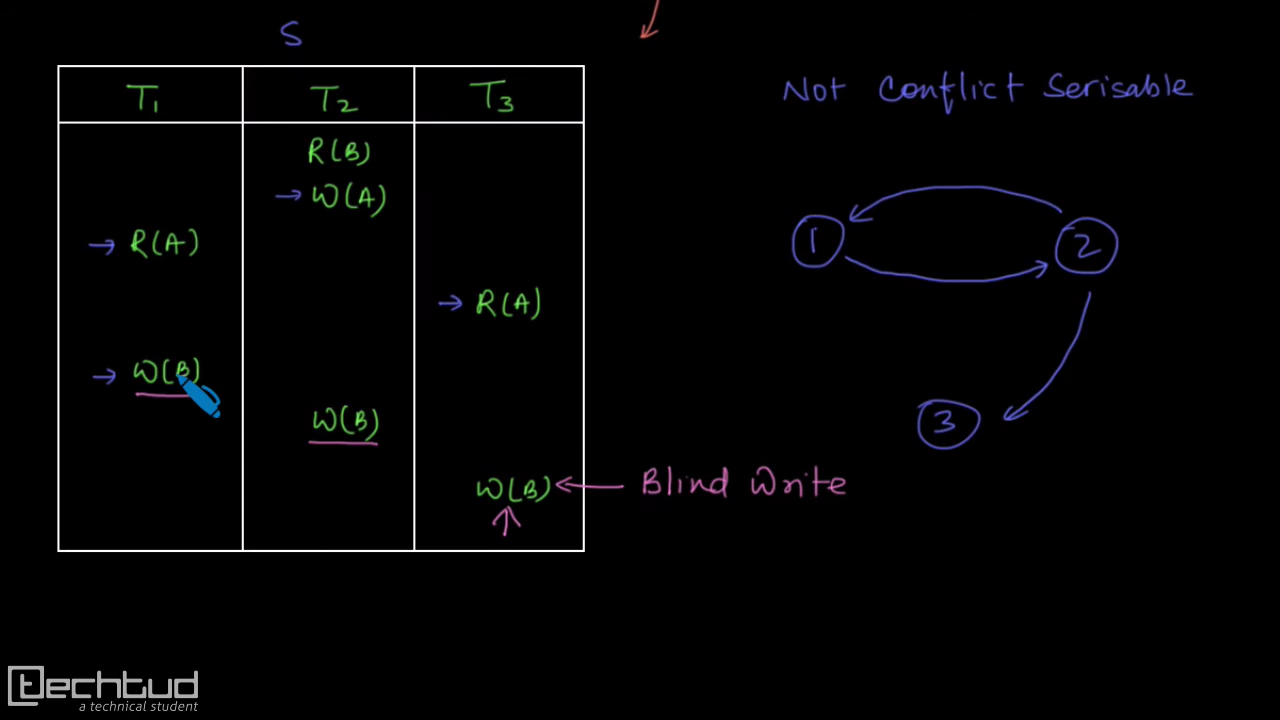 S
T1 T2 T3
Not Conflict Serisable
R(B)
→ W(A)
→ R(A)
→ R(A)
→ W(B)
W(B)
W(B) ← Blind Write
↑
1 2
3
techtud
a technical student